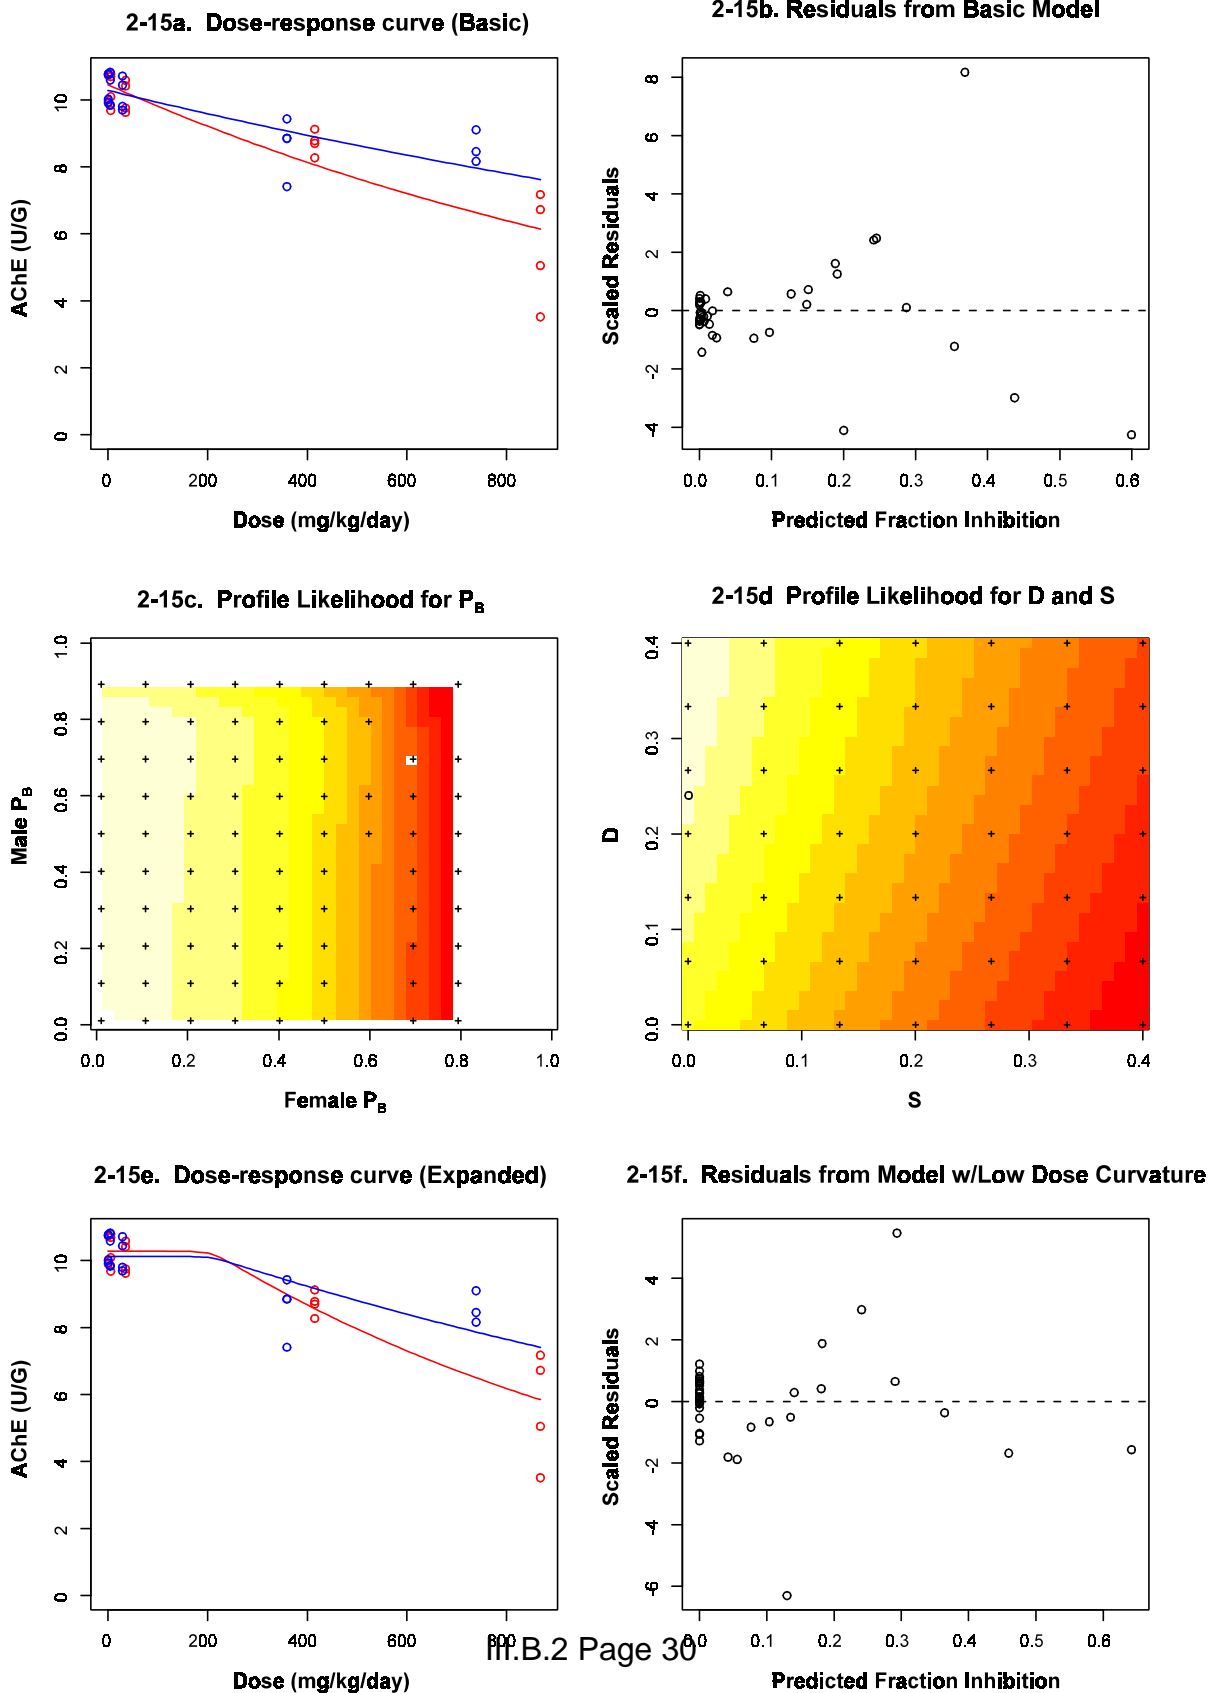 2-15a. Dose-response curve (Basic)
AChE (U/G)
10
8
6
4
2
0
0 200 400 600 800
Dose (mg/kg/day)
2-15b. Residuals from Basic Model
Scaled Residuals
8
6
4
2
0
-2
-4
0.0 0.1 0.2 0.3 0.4 0.5 0.6
Predicted Fraction Inhibition
2-15c. Profile Likelihood for P_B
Male P_B
1.0
0.8
0.6
0.4
0.2
0.0
0.0 0.2 0.4 0.6 0.8 1.0
Female P_B
2-15d Profile Likelihood for D and S
D
0.4
0.3
0.2
0.1
0.0
0.0 0.1 0.2 0.3 0.4
S
2-15e. Dose-response curve (Expanded)
AChE (U/G)
10
8
6
4
2
0
0 200 400 600 800
Dose (mg/kg/day)
2-15f. Residuals from Model w/Low Dose Curvature
Scaled Residuals
4
2
0
-2
-4
-6
0.0 0.1 0.2 0.3 0.4 0.5 0.6
Predicted Fraction Inhibition
III.B.2 Page 30